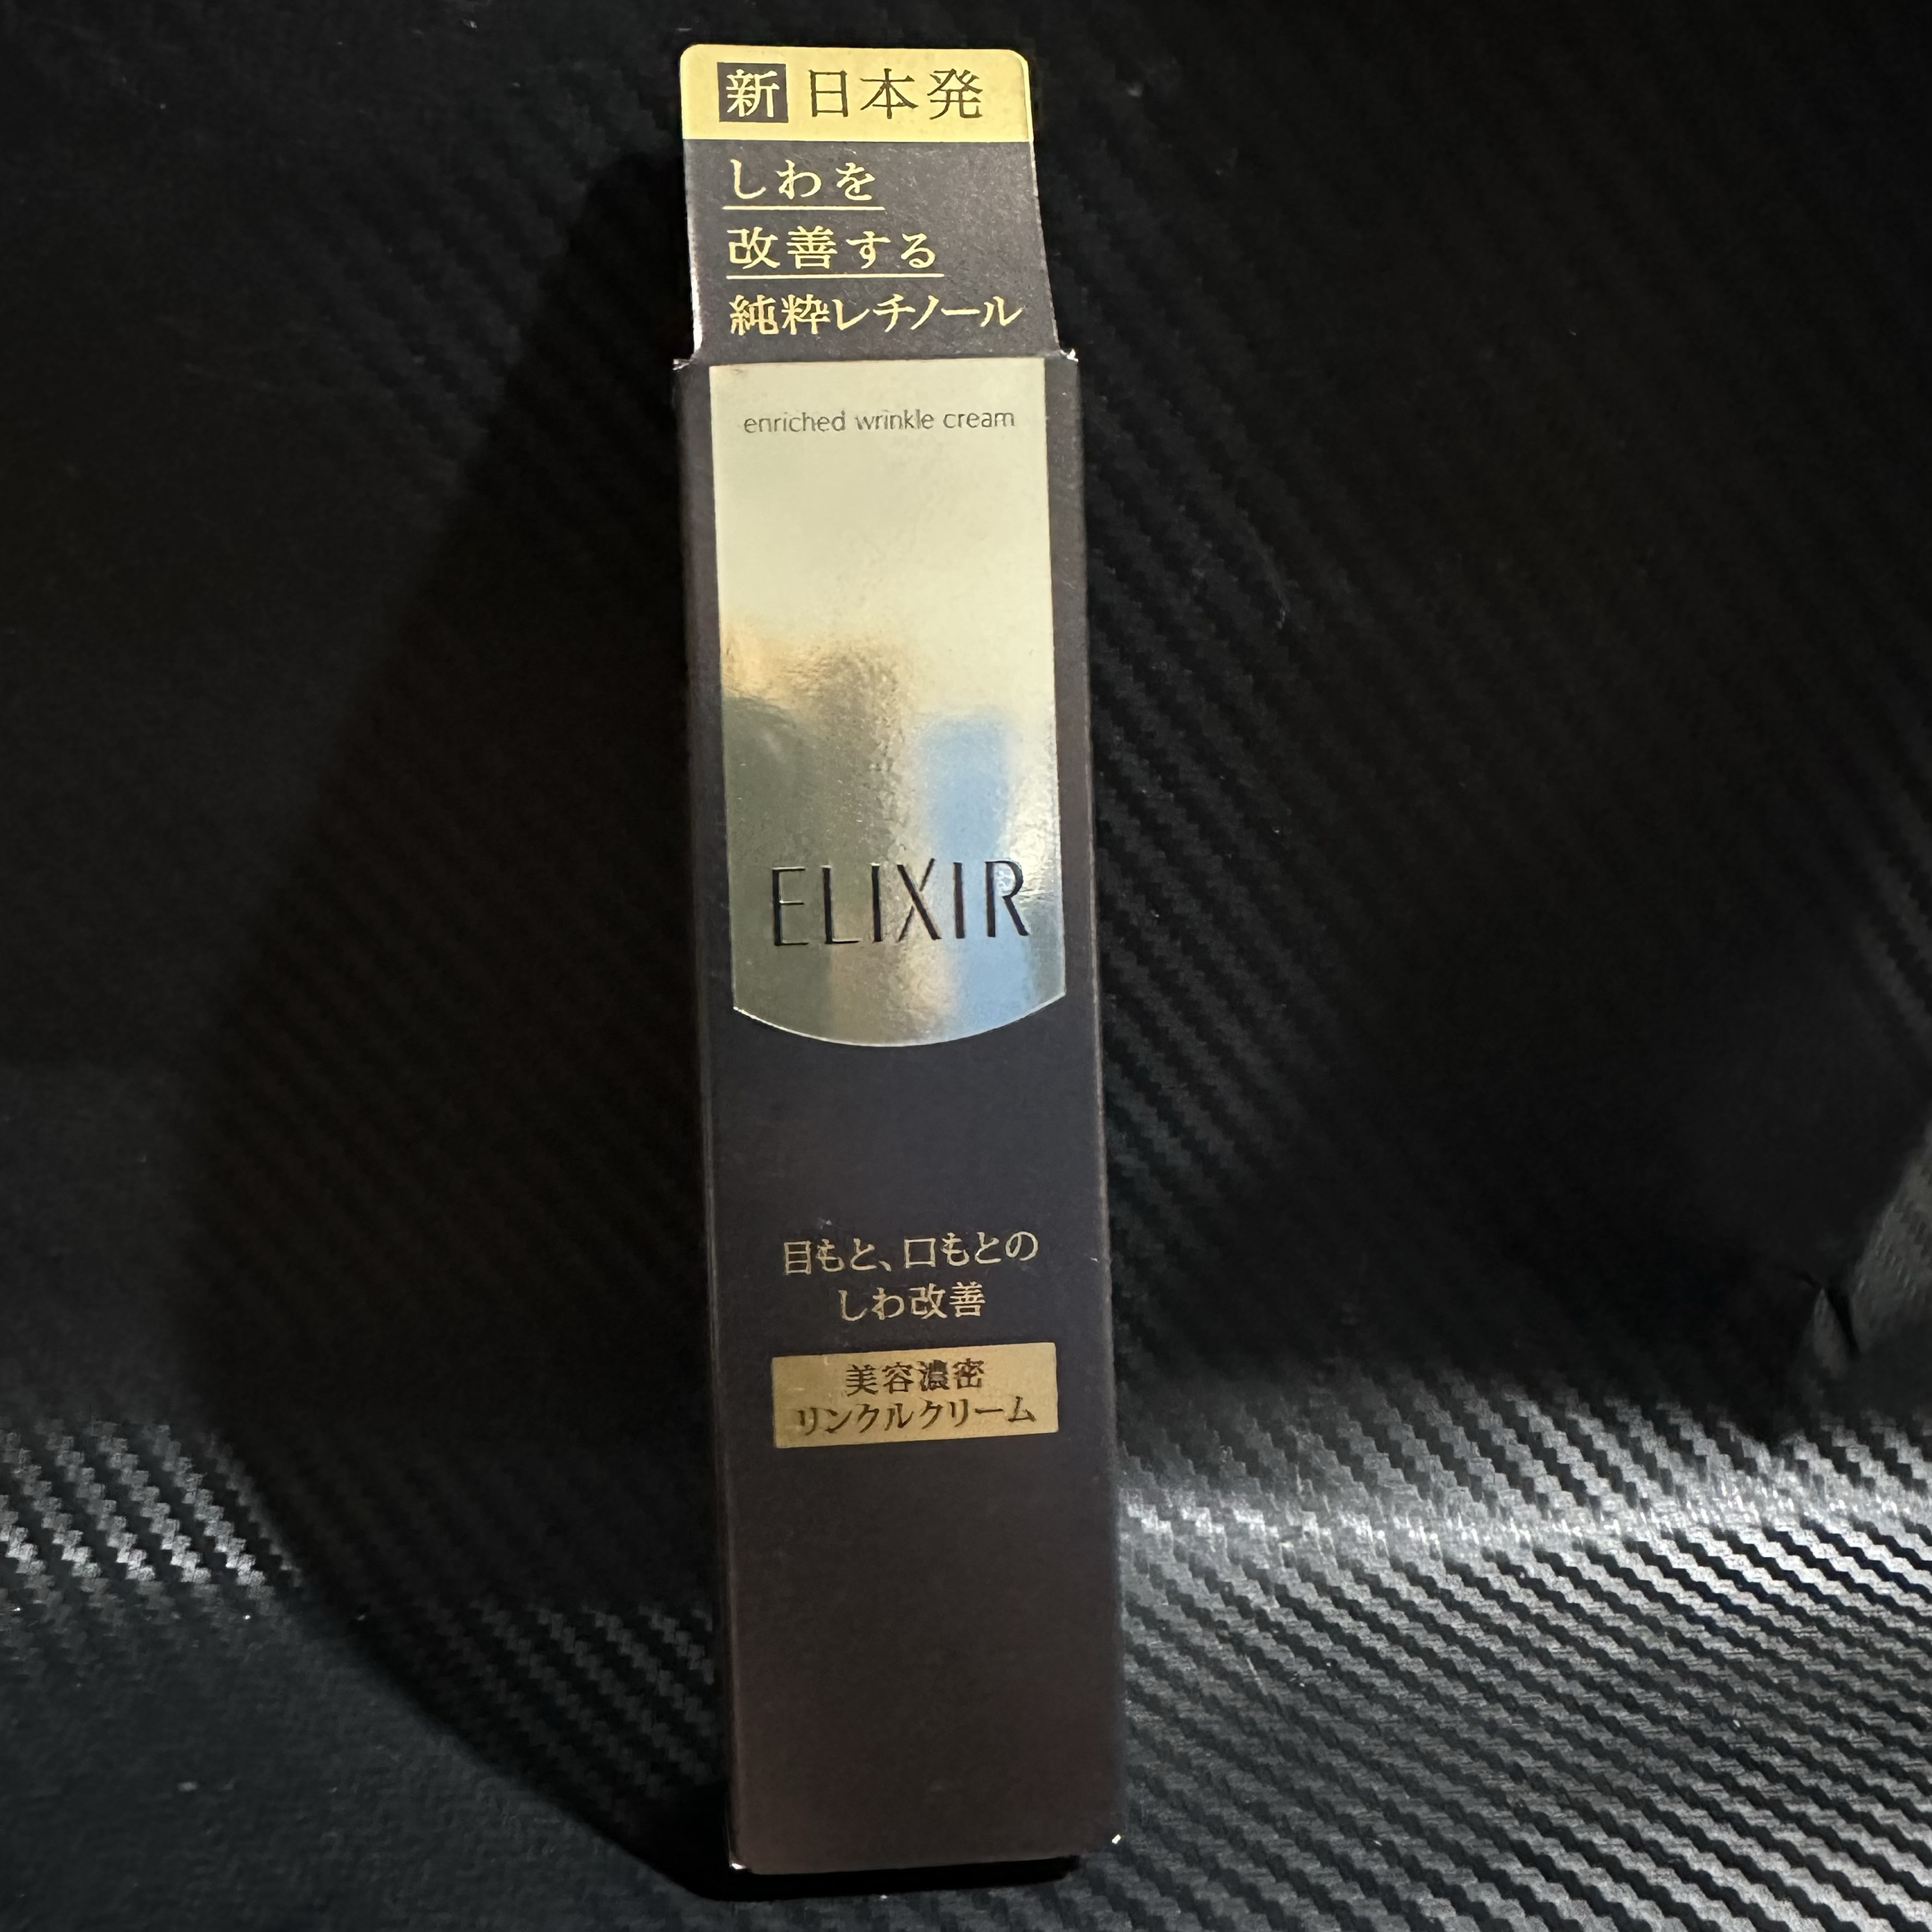 新 日本発
しわを
改善する
純粋レチノール
enriched wrinkle cream
ELIXIR
目もと、口もとの
しわ改善
美容濃密
リンクルクリーム